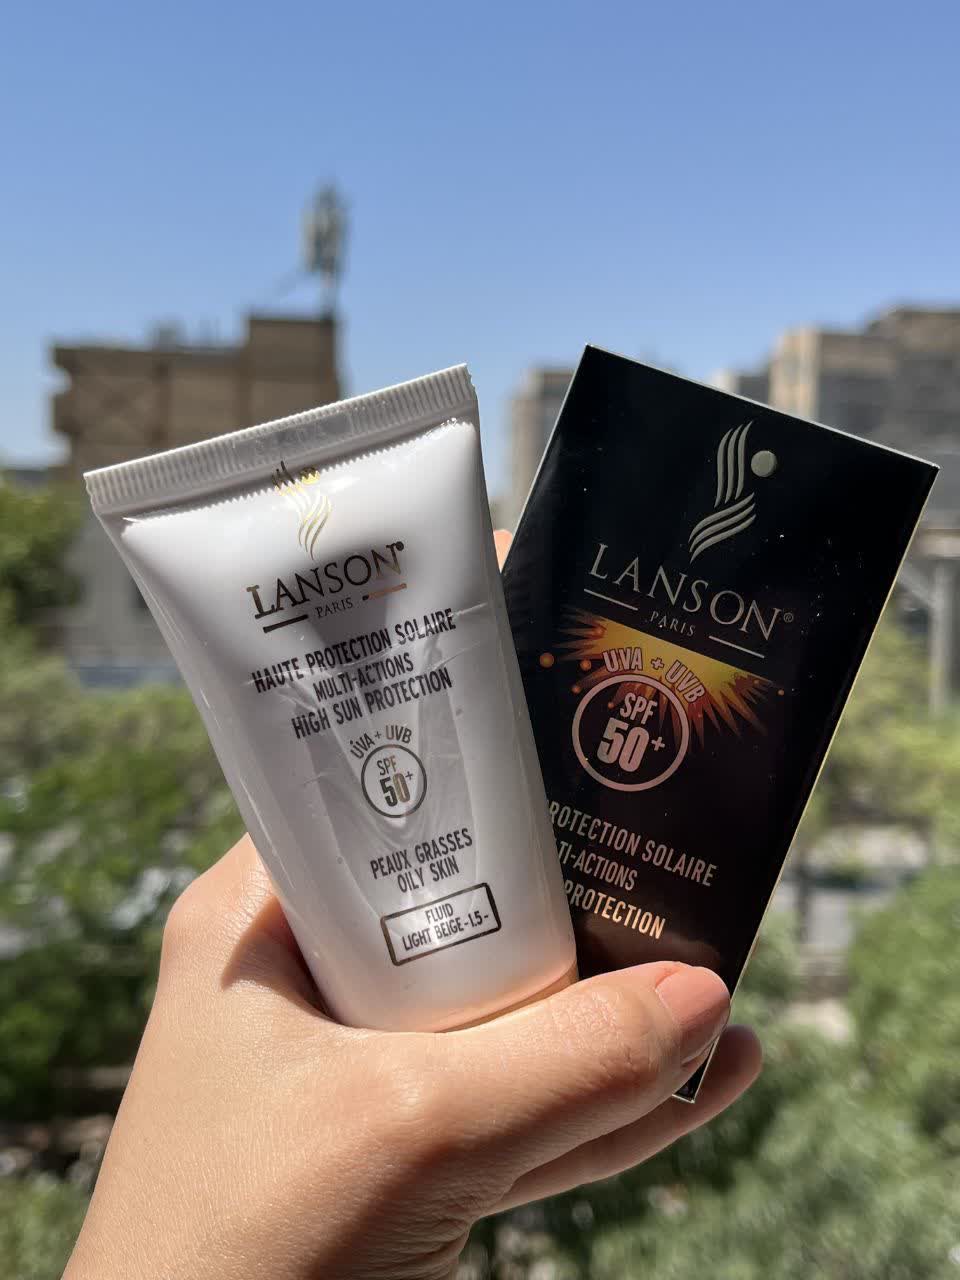 LANSON®
PARIS
HAUTE PROTECTION SOLAIRE
MULTI-ACTIONS
HIGH SUN PROTECTION
UVA + UVB
SPF
50+
PEAUX GRASSES
OILY SKIN
FLUID
LIGHT BEIGE -1.5-
LANSON®
PARIS
UVA + UVB
SPF
50+
ROTECTION SOLAIRE
TI-ACTIONS
PROTECTION